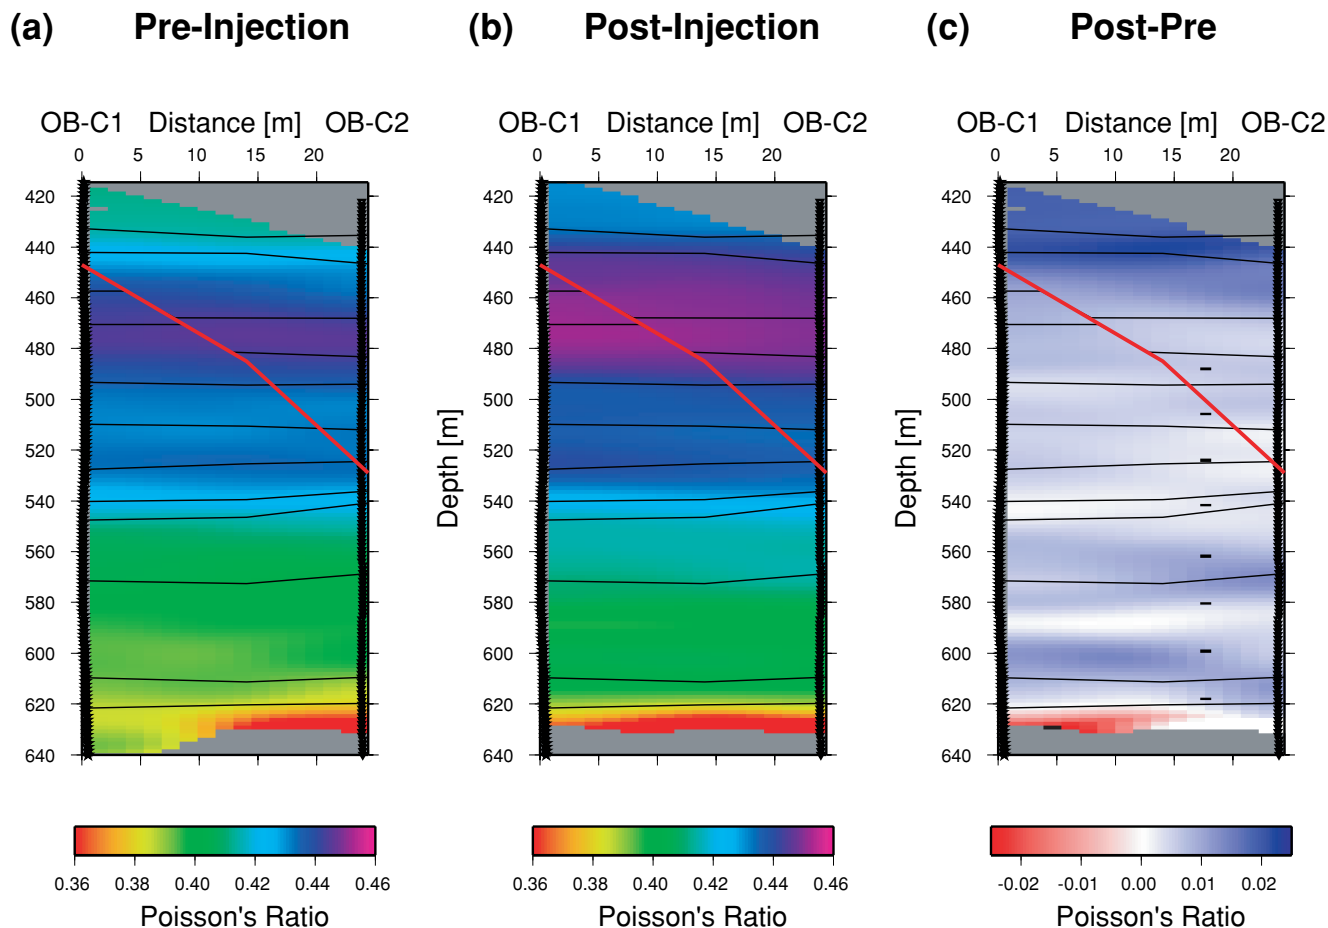 (a) Pre-Injection (b) Post-Injection (c) Post-Pre
OB-C1 Distance [m] OB-C2 OB-C1 Distance [m] OB-C2 OB-C1 Distance [m] OB-C2
0 5 10 15 20 0 5 10 15 20 0 5 10 15 20
420 420 420
440 440 440
460 460 460
480 480 480
500 500 500
520 520 520
540 540 540
560 560 560
580 580 580
600 600 600
620 620 620
640 640 640
Depth [m] Depth [m]
0.36 0.38 0.40 0.42 0.44 0.46 0.36 0.38 0.40 0.42 0.44 0.46 -0.02 -0.01 0.00 0.01 0.02
Poisson's Ratio Poisson's Ratio Poisson's Ratio